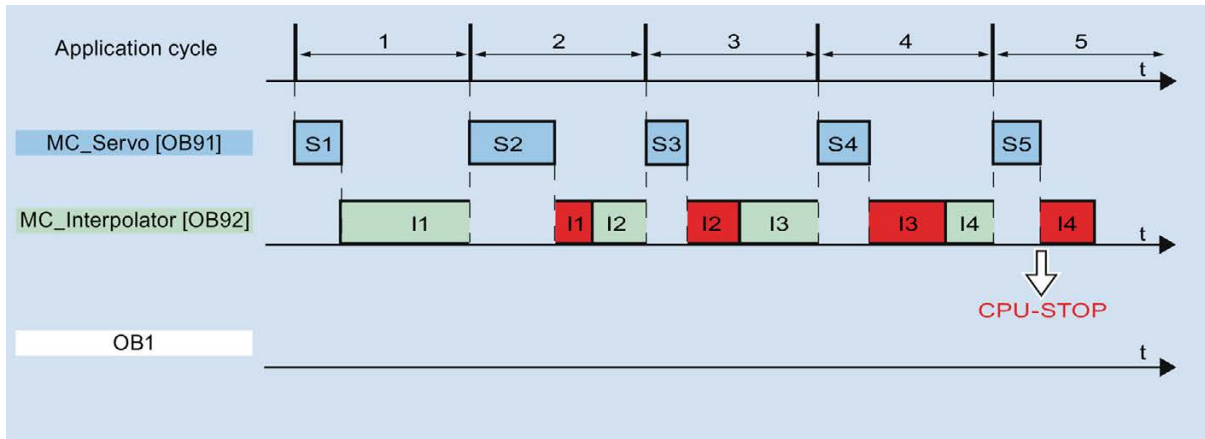 Application cycle 1 2 3 4 5
t
MC_Servo [OB91] S1 S2 S3 S4 S5
MC_Interpolator [OB92] I1 I1 I2 I2 I3 I3 I4 I4
t
CPU-STOP
OB1
t